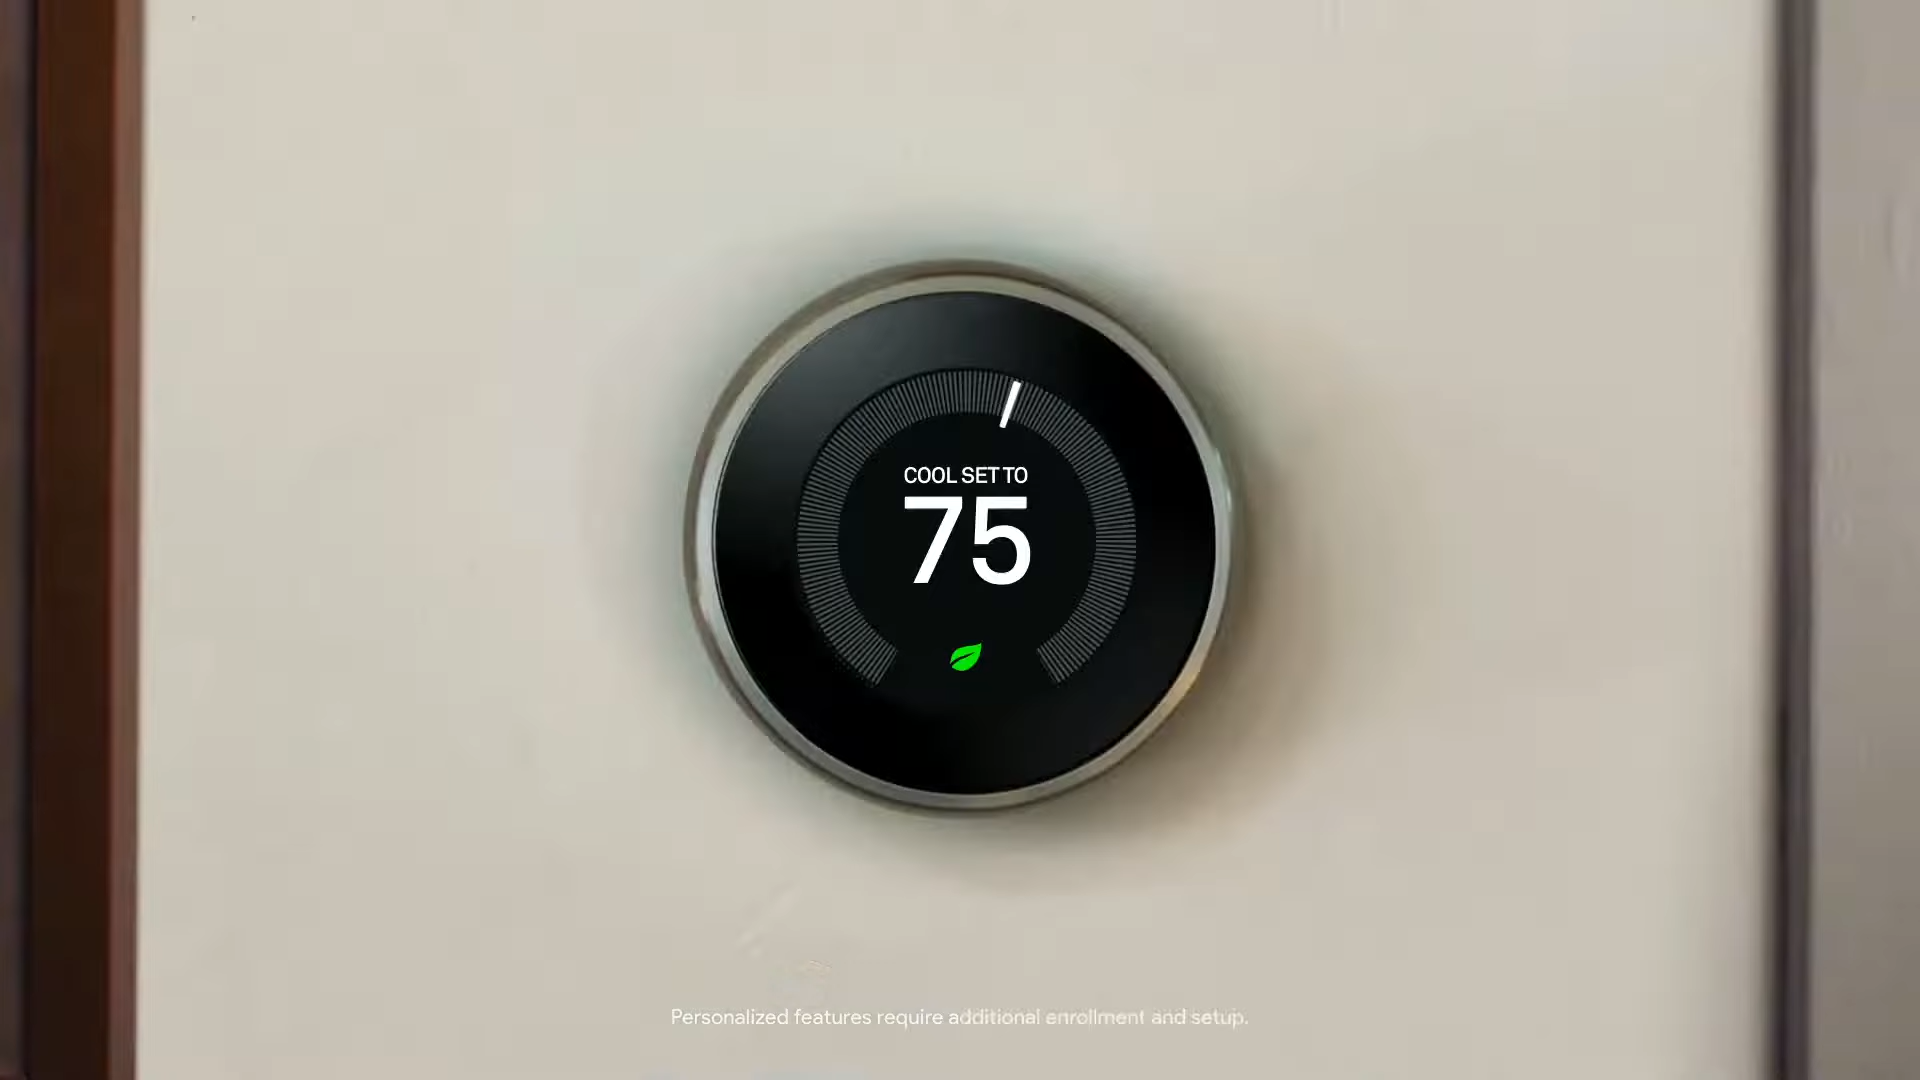 COOL SET TO
75
Personalized features require additional enrollment and setup.